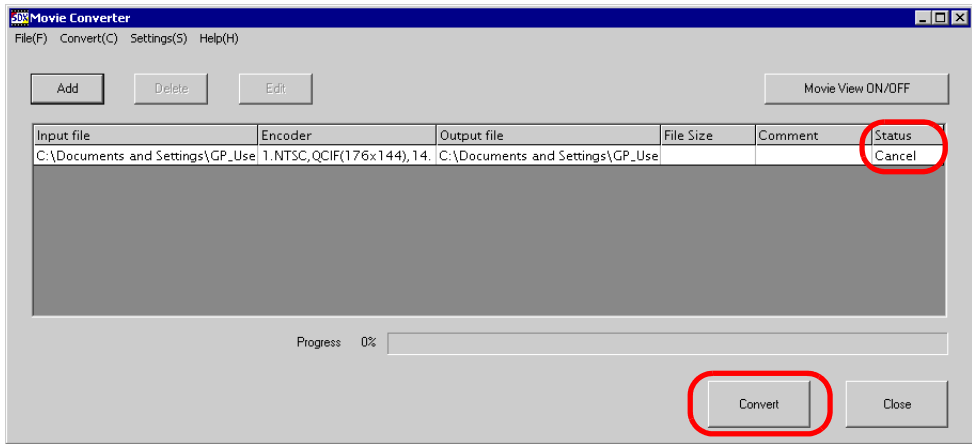 SDX Movie Converter
File(F) Convert(C) Settings(S) Help(H)
Add Delete Edit Movie View ON/OFF
Input file Encoder Output file File Size Comment Status
C:\Documents and Settings\GP_Use 1.NTSC,QCIF(176x144),14. C:\Documents and Settings\GP_Use Cancel
Progress 0%
Convert Close